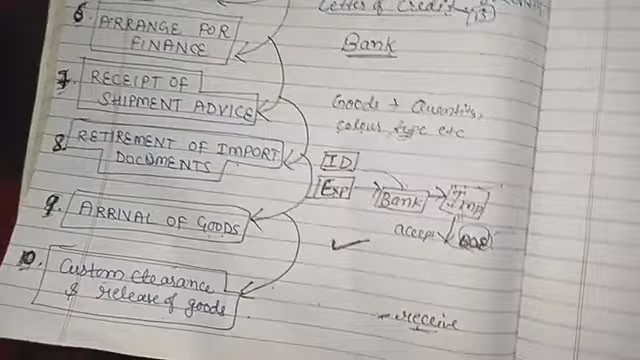 Letter of Credit
6. ARRANGE FOR
FINANCE
Bank
7. RECEIPT OF
SHIPMENT ADVICE
Goods → Quantity,
colour, type etc
8. RETIREMENT OF IMPORT
DOCUMENTS
ID
Exp → Bank → Imp
accept
9. ARRIVAL OF GOODS
10. Custom clearance
& release of goods
- receive